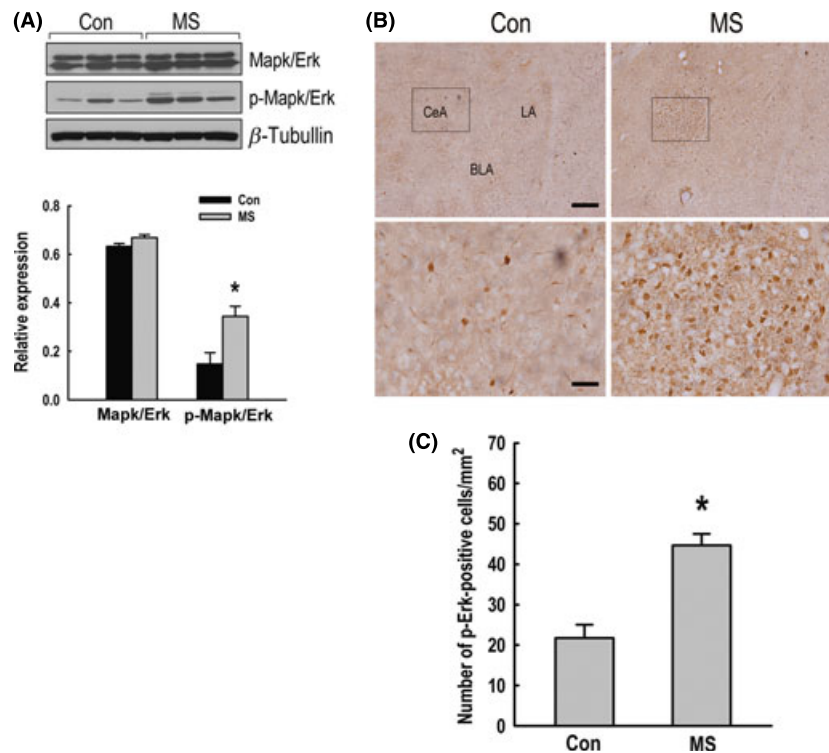 (A)
Con MS
Mapk/Erk
p-Mapk/Erk
β-Tubullin
Con
MS
Relative expression
0.8
0.6
0.4
0.2
0.0
*
Mapk/Erk p-Mapk/Erk
(B)
Con MS
CeA LA
BLA
(C)
Number of p-Erk-positive cells/mm²
70
60
50
40
30
20
10
0
*
Con MS